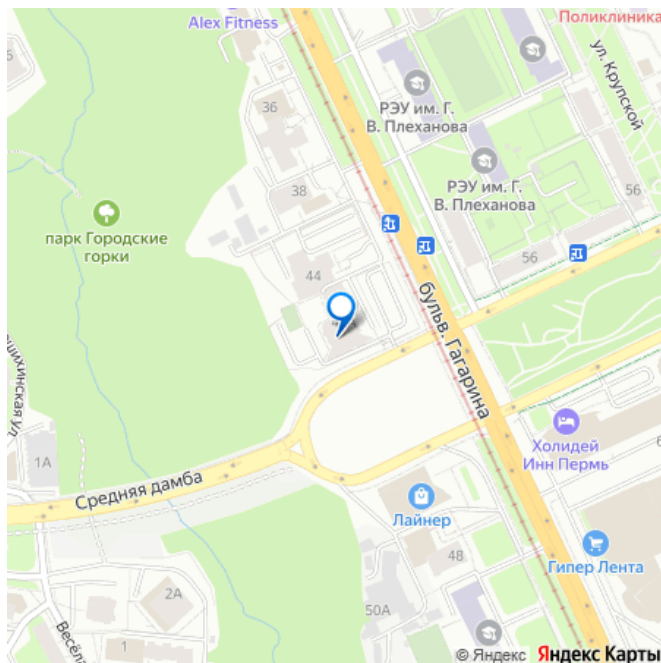 Alex Fitness
Поликлиника
ул. Крупской
36
РЭУ им. Г.
В. Плеханова
38
РЭУ им. Г.
В. Плеханова
56
парк Городские
горки
56
44
бульв. Гагарина
1А
Средняя дамба
Холидей
Инн Пермь
Лайнер
48
Гипер Лента
2А
50А
1
© Яндекс Яндекс Карты